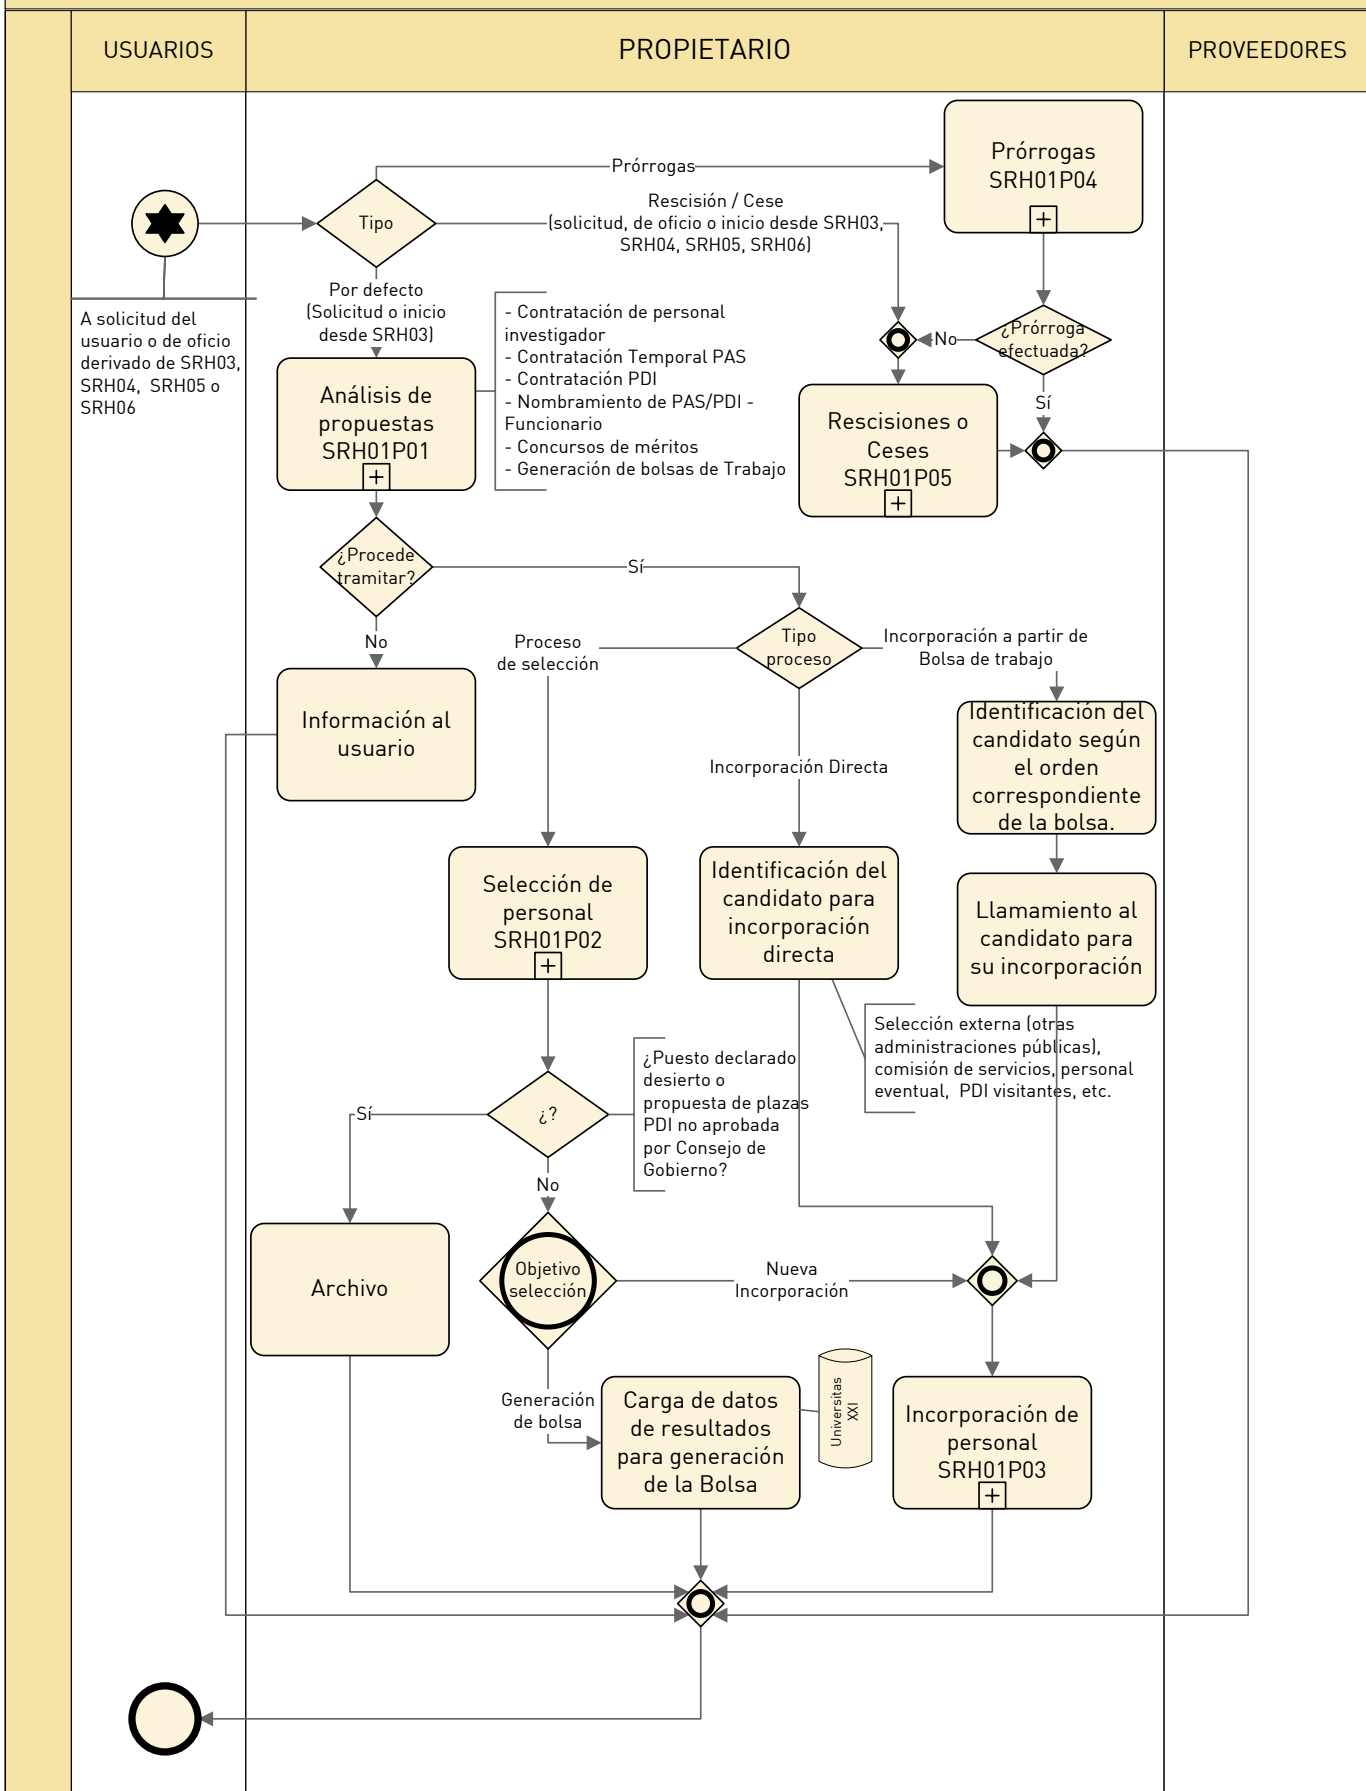 USUARIOS
PROPIETARIO
PROVEEDORES
Prórrogas
SRH01P04
Prórrogas
Tipo
Rescisión / Cese
(solicitud, de oficio o inicio desde SRH03,
SRH04, SRH05, SRH06)
A solicitud del
usuario o de oficio
derivado de SRH03,
SRH04,  SRH05 o
SRH06
Por defecto
(Solicitud o inicio
desde SRH03)
- Contratación de personal
investigador
- Contratación Temporal PAS
- Contratación PDI
- Nombramiento de PAS/PDI -
Funcionario
- Concursos de méritos
- Generación de bolsas de Trabajo
No
¿Prórroga
efectuada?
Análisis de
propuestas
SRH01P01
Rescisiones o
Ceses
SRH01P05
Sí
¿Procede
tramitar?
Sí
No
Tipo
proceso
Proceso
de selección
Incorporación a partir de
Bolsa de trabajo
Información al
usuario
Incorporación Directa
Identificación del
candidato según
el orden
correspondiente
de la bolsa.
Selección de
personal
SRH01P02
Identificación del
candidato para
incorporación
directa
Llamamiento al
candidato para
su incorporación
Selección externa (otras
administraciones públicas),
comisión de servicios, personal
eventual,  PDI visitantes, etc.
¿Puesto declarado
desierto o
propuesta de plazas
PDI no aprobada
por Consejo de
Gobierno?
Sí
¿?
No
Archivo
Objetivo
selección
Nueva
Incorporación
Generación
de bolsa
Carga de datos
de resultados
para generación
de la Bolsa
Universitas
XXI
Incorporación de
personal
SRH01P03